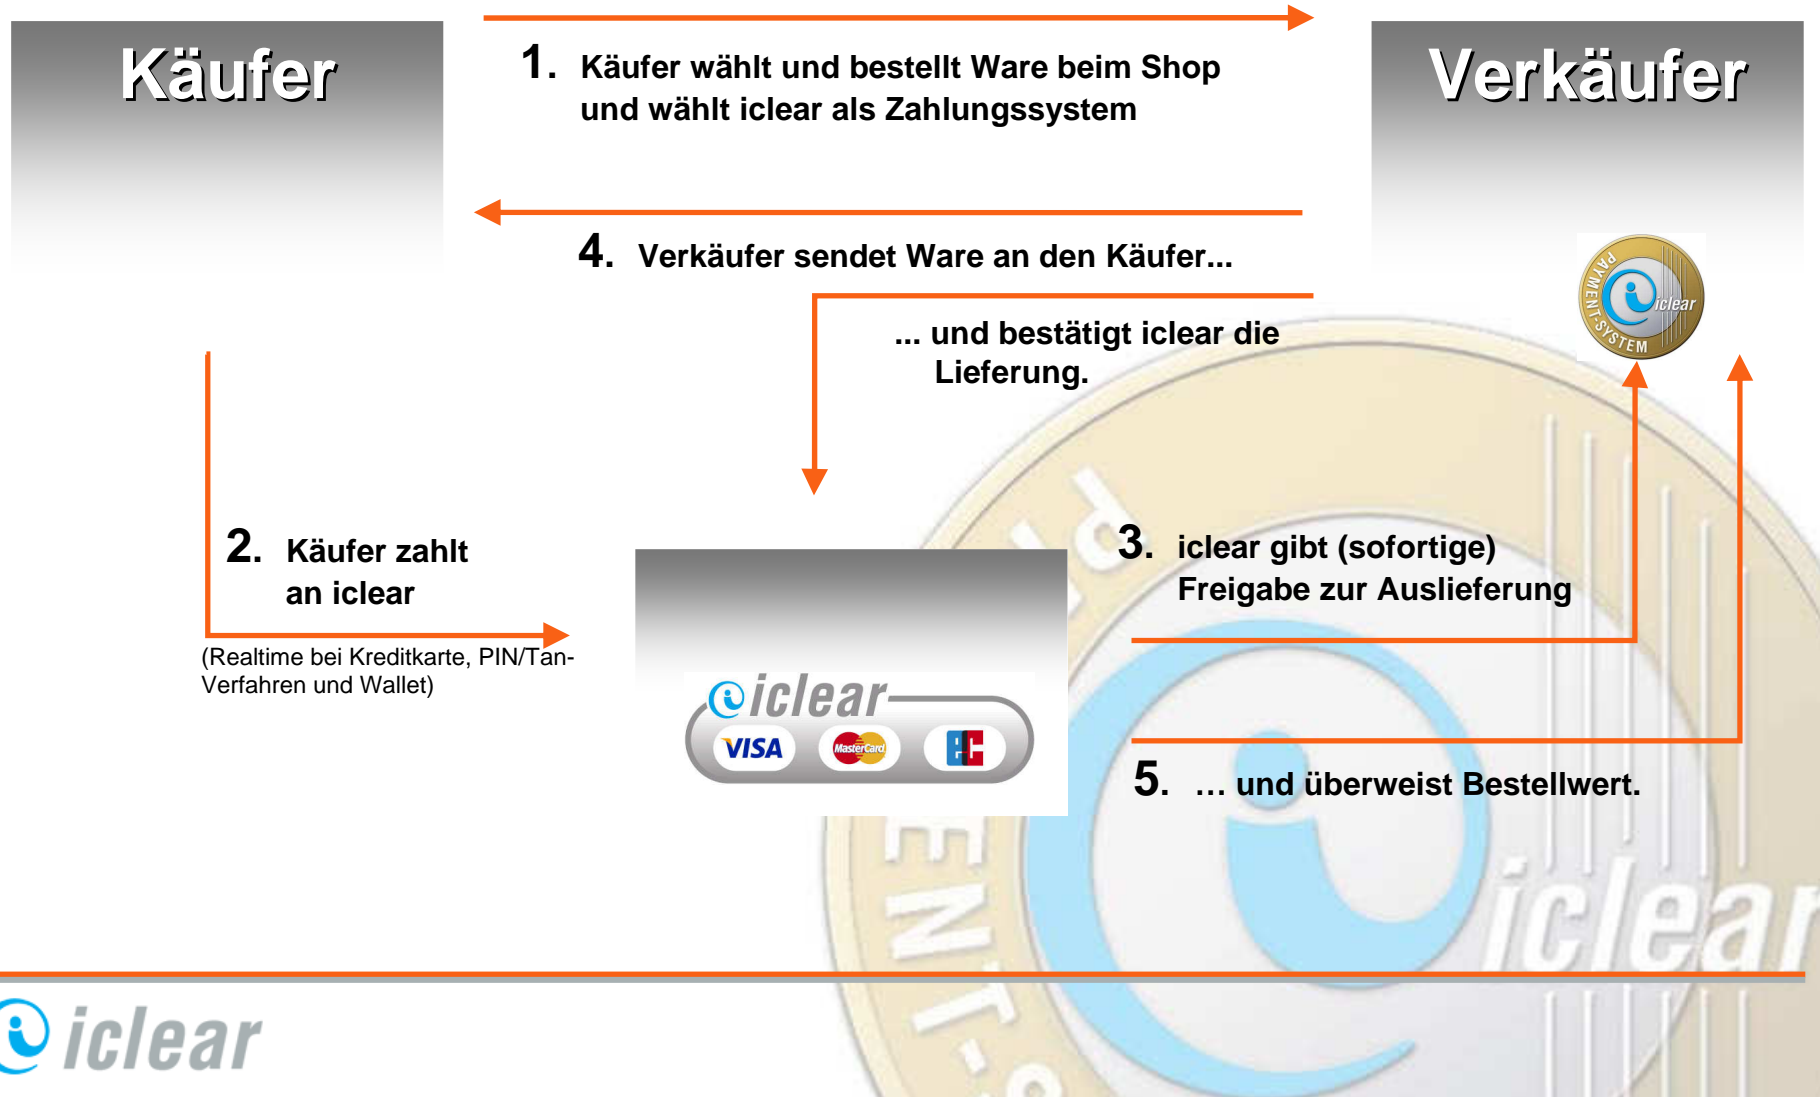 Käufer
1. Käufer wählt und bestellt Ware beim Shop
und wählt iclear als Zahlungssystem
Verkäufer
4. Verkäufer sendet Ware an den Käufer...
... und bestätigt iclear die
Lieferung.
PAYMENT-SYSTEM
iclear
2. Käufer zahlt
an iclear
(Realtime bei Kreditkarte, PIN/Tan-
Verfahren und Wallet)
3. iclear gibt (sofortige)
Freigabe zur Auslieferung
iclear
VISA
MasterCard
ec
5. … und überweist Bestellwert.
iclear
iclear